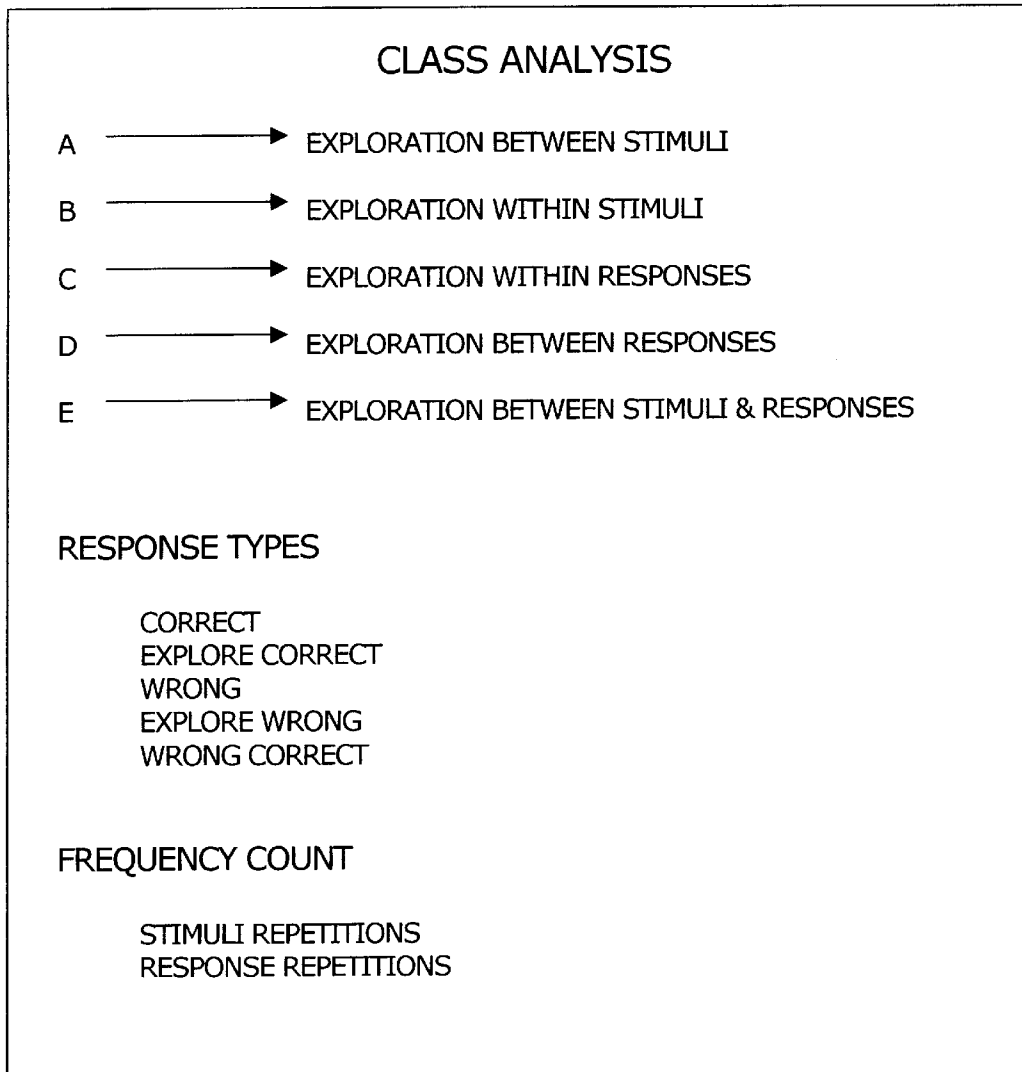 CLASS ANALYSIS
A EXPLORATION BETWEEN STIMULI
B EXPLORATION WITHIN STIMULI
C EXPLORATION WITHIN RESPONSES
D EXPLORATION BETWEEN RESPONSES
E EXPLORATION BETWEEN STIMULI & RESPONSES
RESPONSE TYPES
CORRECT
EXPLORE CORRECT
WRONG
EXPLORE WRONG
WRONG CORRECT
FREQUENCY COUNT
STIMULI REPETITIONS
RESPONSE REPETITIONS